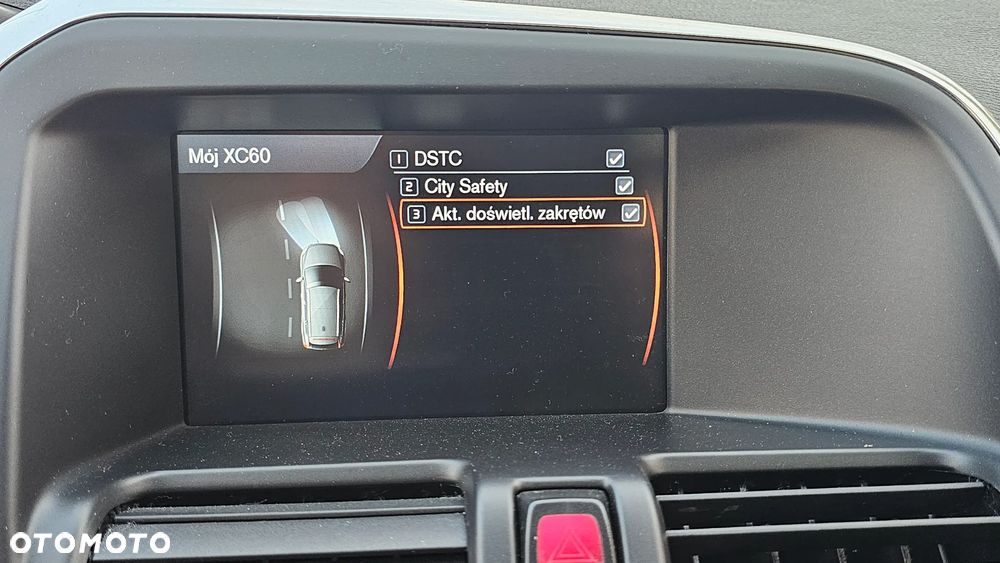 Mój XC60
1 DSTC
2 City Safety
3 Akt. doświetl. zakrętów
OTOMOTO